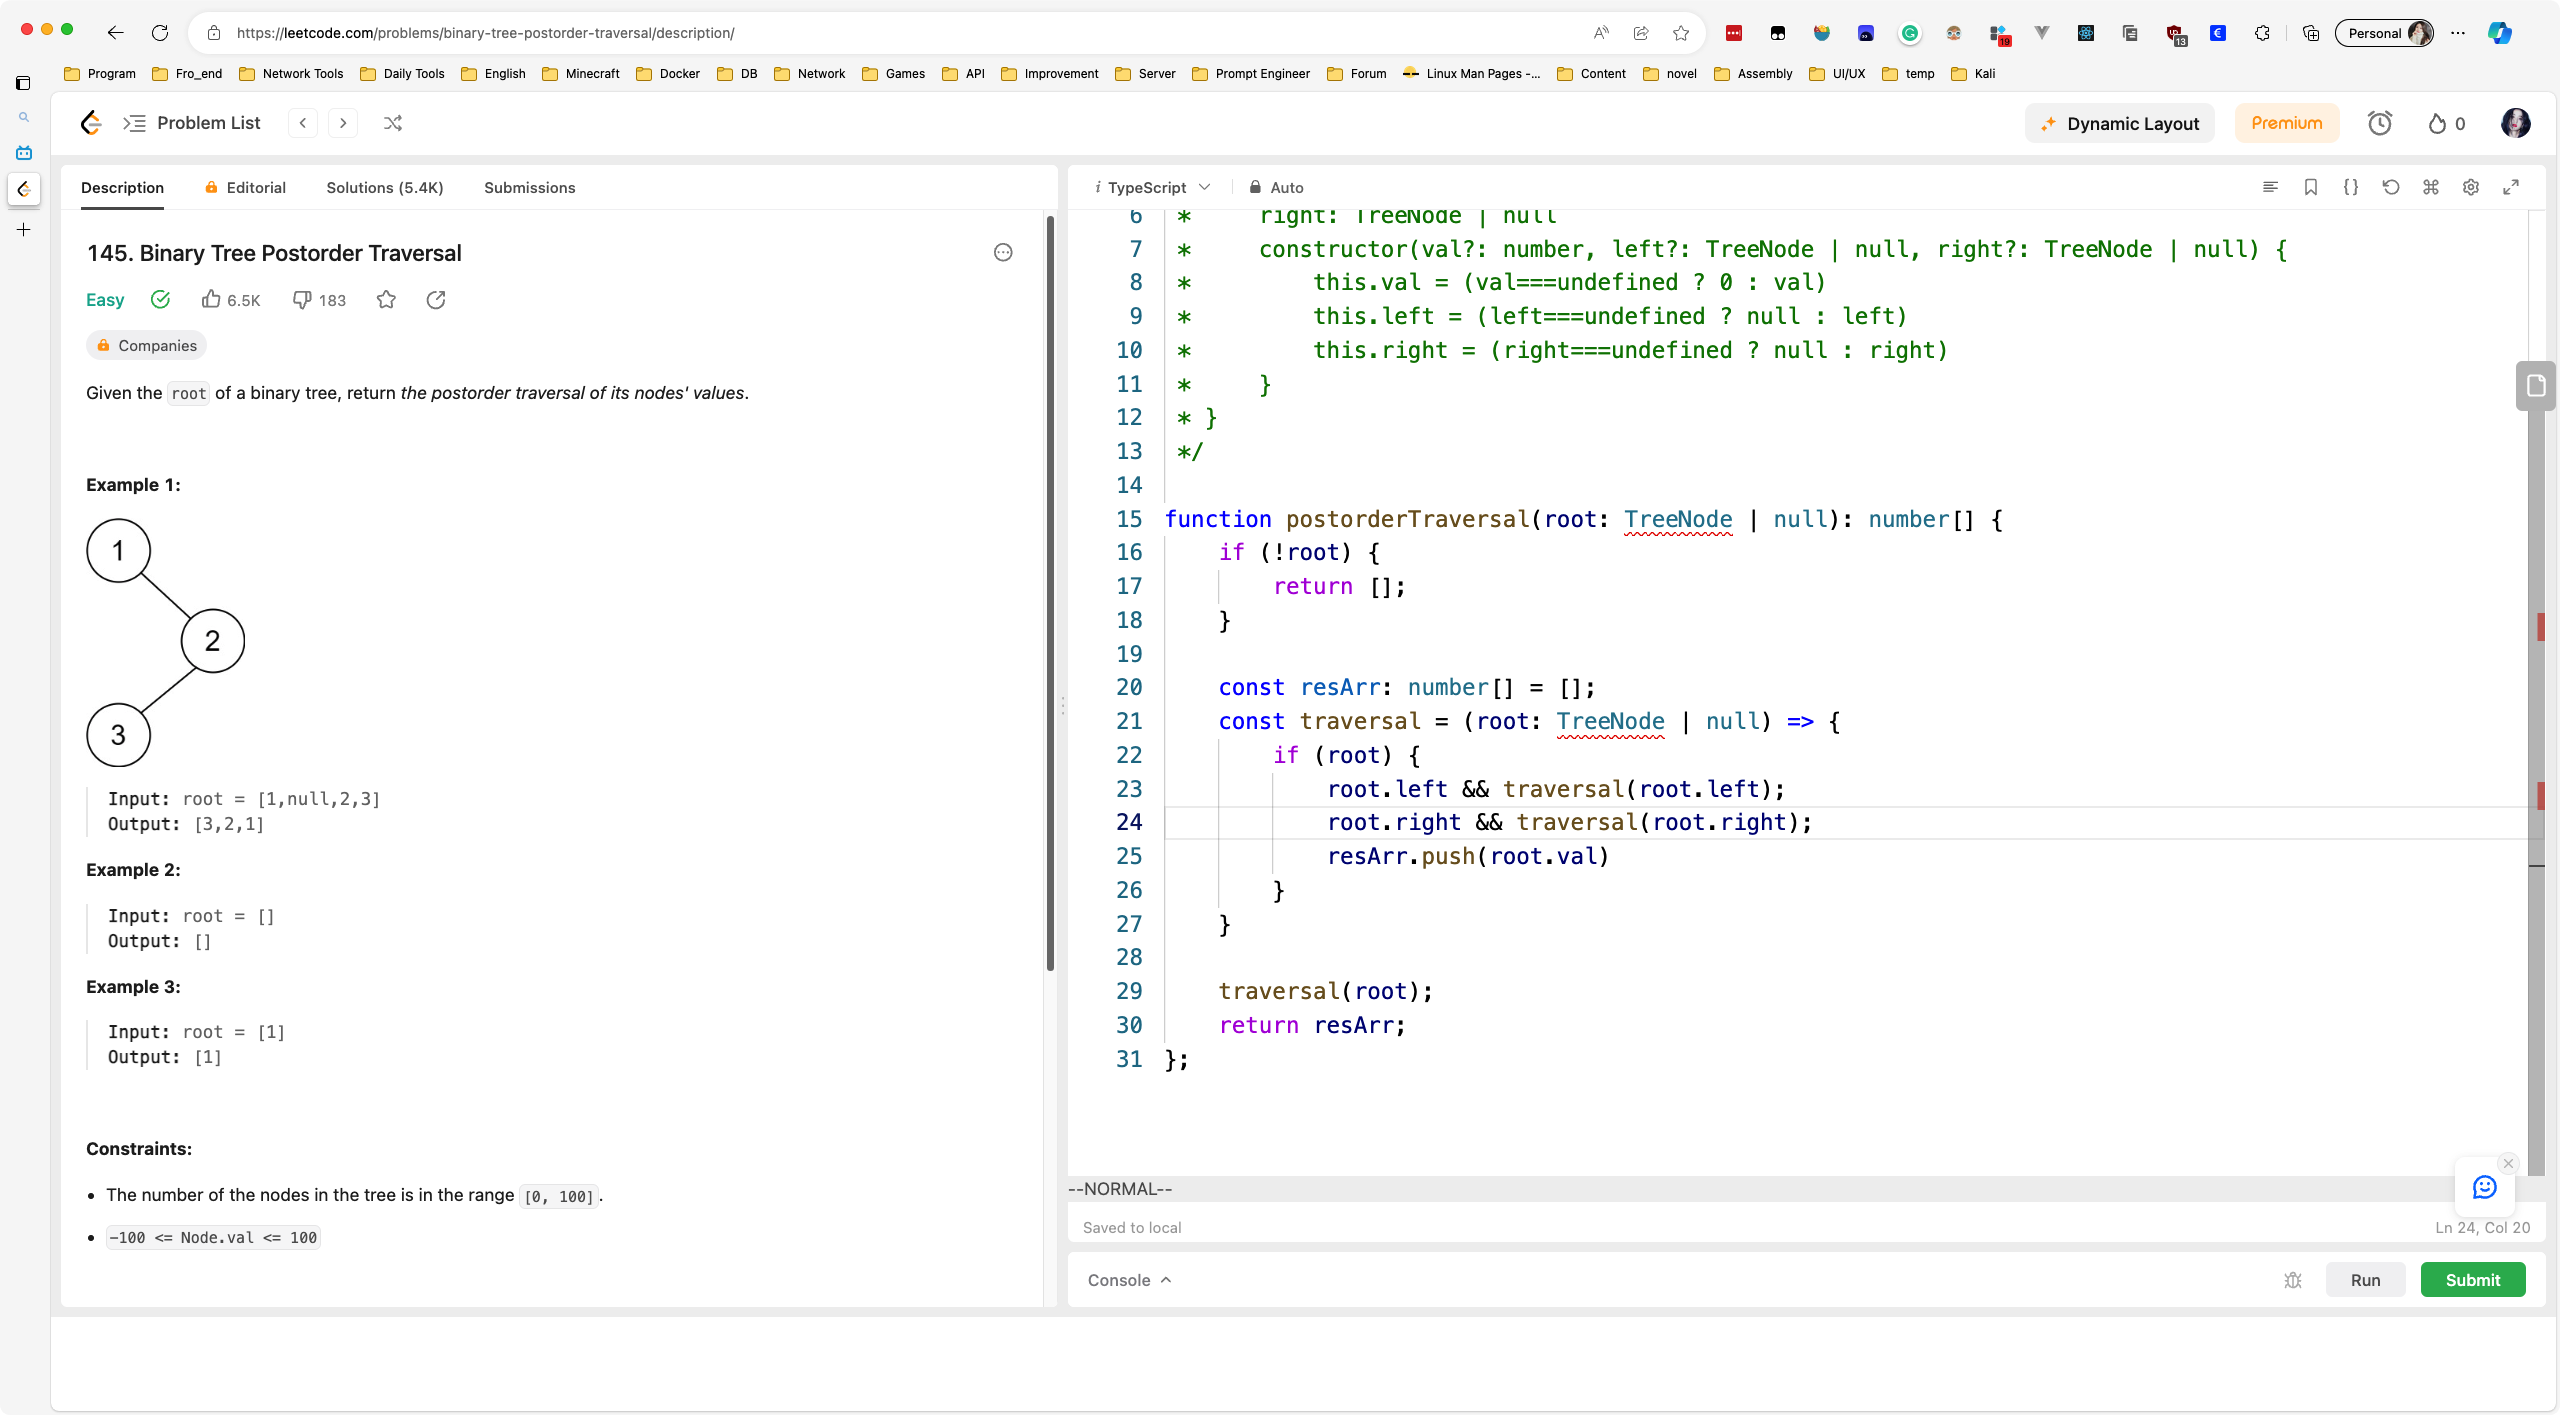 https://leetcode.com/problems/binary-tree-postorder-traversal/description/
19
13
Personal
Program Fro_end Network Tools Daily Tools English Minecraft Docker DB Network Games API Improvement Server Prompt Engineer Forum Linux Man Pages -... Content novel Assembly UI/UX temp Kali
Problem List
Dynamic Layout
Premium
0
Description Editorial Solutions (5.4K) Submissions
145. Binary Tree Postorder Traversal
Easy 6.5K 183
Companies
Given the root of a binary tree, return the postorder traversal of its nodes' values.
Example 1:
1
2
3
Input: root = [1,null,2,3]
Output: [3,2,1]
Example 2:
Input: root = []
Output: []
Example 3:
Input: root = [1]
Output: [1]
Constraints:
• The number of the nodes in the tree is in the range [0, 100].
• -100 <= Node.val <= 100
i TypeScript Auto
6 *     right: TreeNode | null
7 *     constructor(val?: number, left?: TreeNode | null, right?: TreeNode | null) {
8 *         this.val = (val===undefined ? 0 : val)
9 *         this.left = (left===undefined ? null : left)
10 *         this.right = (right===undefined ? null : right)
11 *     }
12 * }
13 */
14
15 function postorderTraversal(root: TreeNode | null): number[] {
16     if (!root) {
17         return [];
18     }
19
20     const resArr: number[] = [];
21     const traversal = (root: TreeNode | null) => {
22         if (root) {
23             root.left && traversal(root.left);
24             root.right && traversal(root.right);
25             resArr.push(root.val)
26         }
27     }
28
29     traversal(root);
30     return resArr;
31 };
--NORMAL--
Saved to local
Ln 24, Col 20
Console
Run
Submit